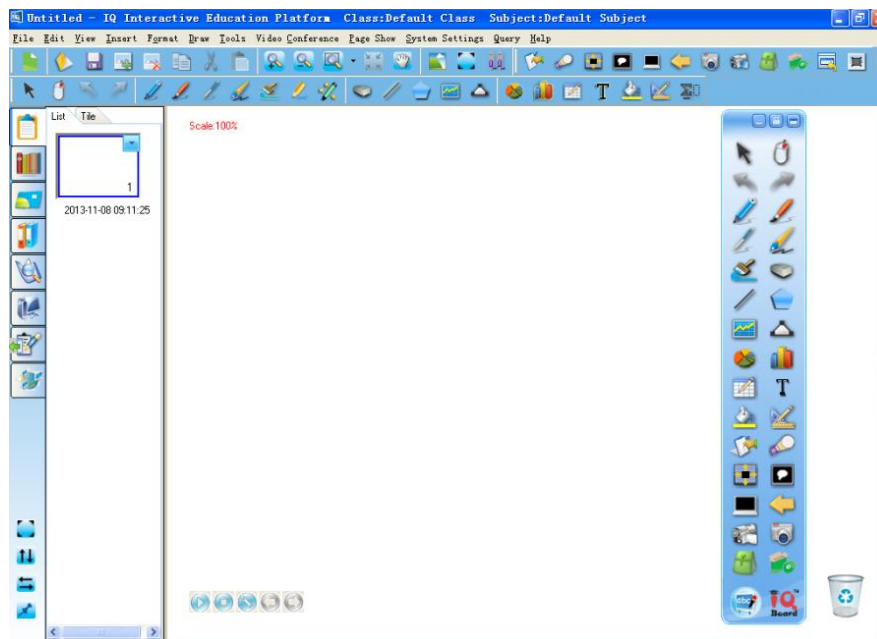 Untitled - IQ Interactive Education Platform Class:Default Class Subject:Default Subject
File Edit View Insert Format Draw Tools Video Conference Page Show System Settings Query Help
T
List Tile
Scale:100%
1
2013-11-08 09:11:25
T
abc
IQ
Board